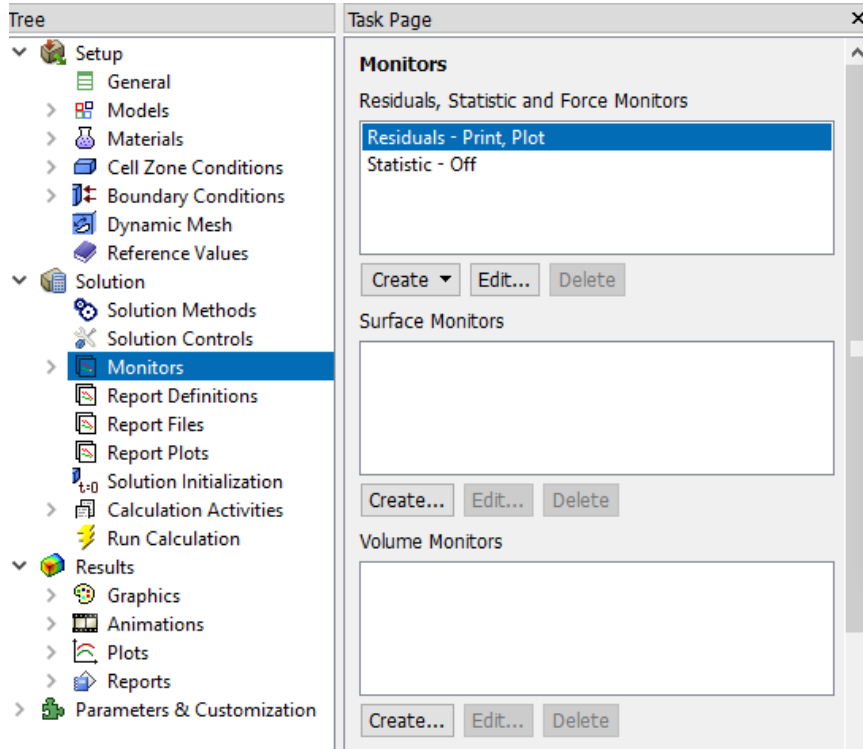 Tree
Setup
General
Models
Materials
Cell Zone Conditions
Boundary Conditions
Dynamic Mesh
Reference Values
Solution
Solution Methods
Solution Controls
Monitors
Report Definitions
Report Files
Report Plots
t=0 Solution Initialization
Calculation Activities
Run Calculation
Results
Graphics
Animations
Plots
Reports
Parameters & Customization
Task Page
Monitors
Residuals, Statistic and Force Monitors
Residuals - Print, Plot
Statistic - Off
Create Edit... Delete
Surface Monitors
Create... Edit... Delete
Volume Monitors
Create... Edit... Delete